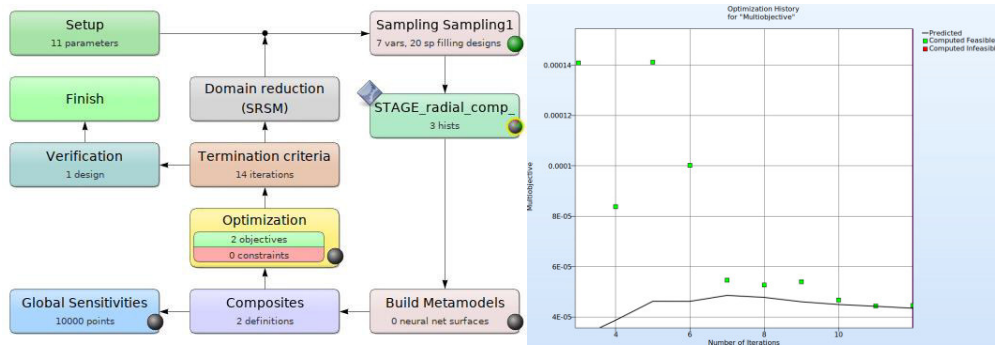 Setup
11 parameters
Sampling Sampling1
7 vars, 20 sp filling designs
Finish
Domain reduction
(SRSM)
STAGE_radial_comp_
3 hists
Verification
1 design
Termination criteria
14 iterations
Optimization
2 objectives
0 constraints
Global Sensitivities
10000 points
Composites
2 definitions
Build Metamodels
0 neural net surfaces
Optimization History
for "Multiobjective"
Predicted
Computed Feasible
Computed Infeasible
Multiobjective
0.00014
0.00012
0.0001
8E-05
6E-05
4E-05
4
6
8
10
Number of Iterations